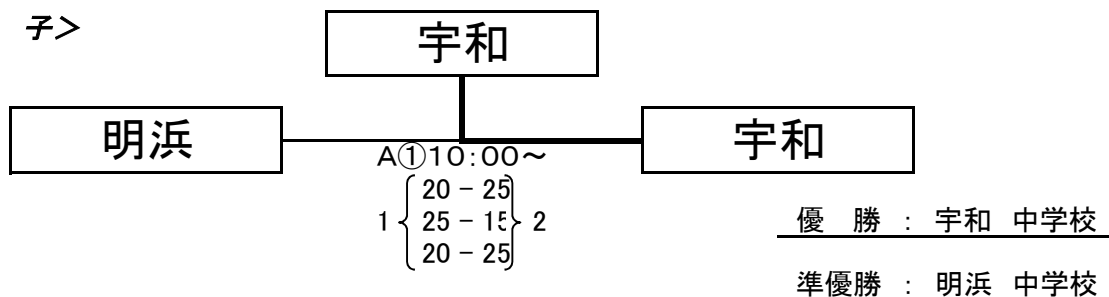 子＞
宇和
明浜 宇和
A①10：00～
20 － 25
1 25 － 15 2
20 － 25
優　勝 ： 宇和 中学校
準優勝 ： 明浜 中学校